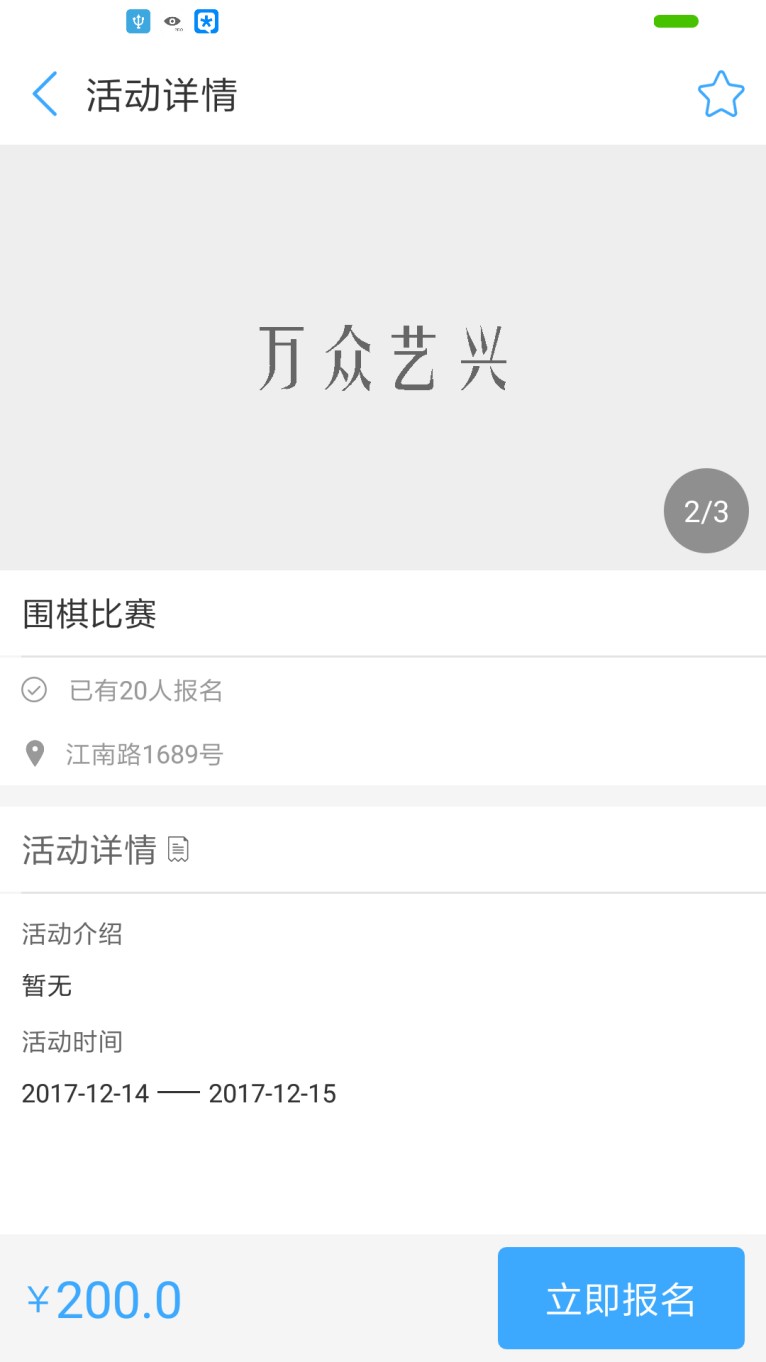 活动详情
万众艺兴
2/3
围棋比赛
已有20人报名
江南路1689号
活动详情
活动介绍
暂无
活动时间
2017-12-14 —— 2017-12-15
¥200.0
立即报名